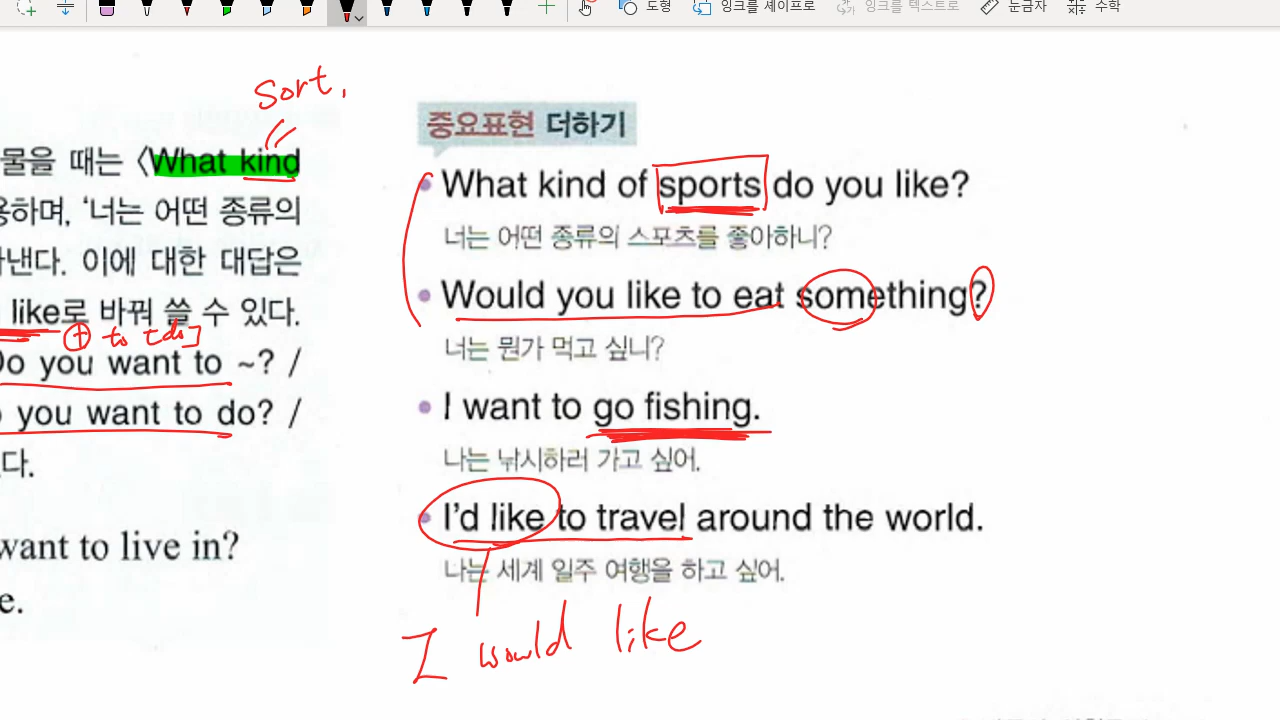 도형
잉크를 셰이프로
잉크를 텍스트로
눈금자
수학
sort,
물을 때는 〈What kind
용하며, ‘너는 어떤 종류의
낸다. 이에 대한 대답은
like로 바꿔 쓸 수 있다.
+ to [do]
Do you want to ~? /
you want to do? /
다.
want to live in?
e.
중요표현 더하기
• What kind of sports do you like?
너는 어떤 종류의 스포츠를 좋아하니?
• Would you like to eat something?
너는 뭔가 먹고 싶니?
• I want to go fishing.
나는 낚시하러 가고 싶어.
• I’d like to travel around the world.
나는 세계 일주 여행을 하고 싶어.
I would like